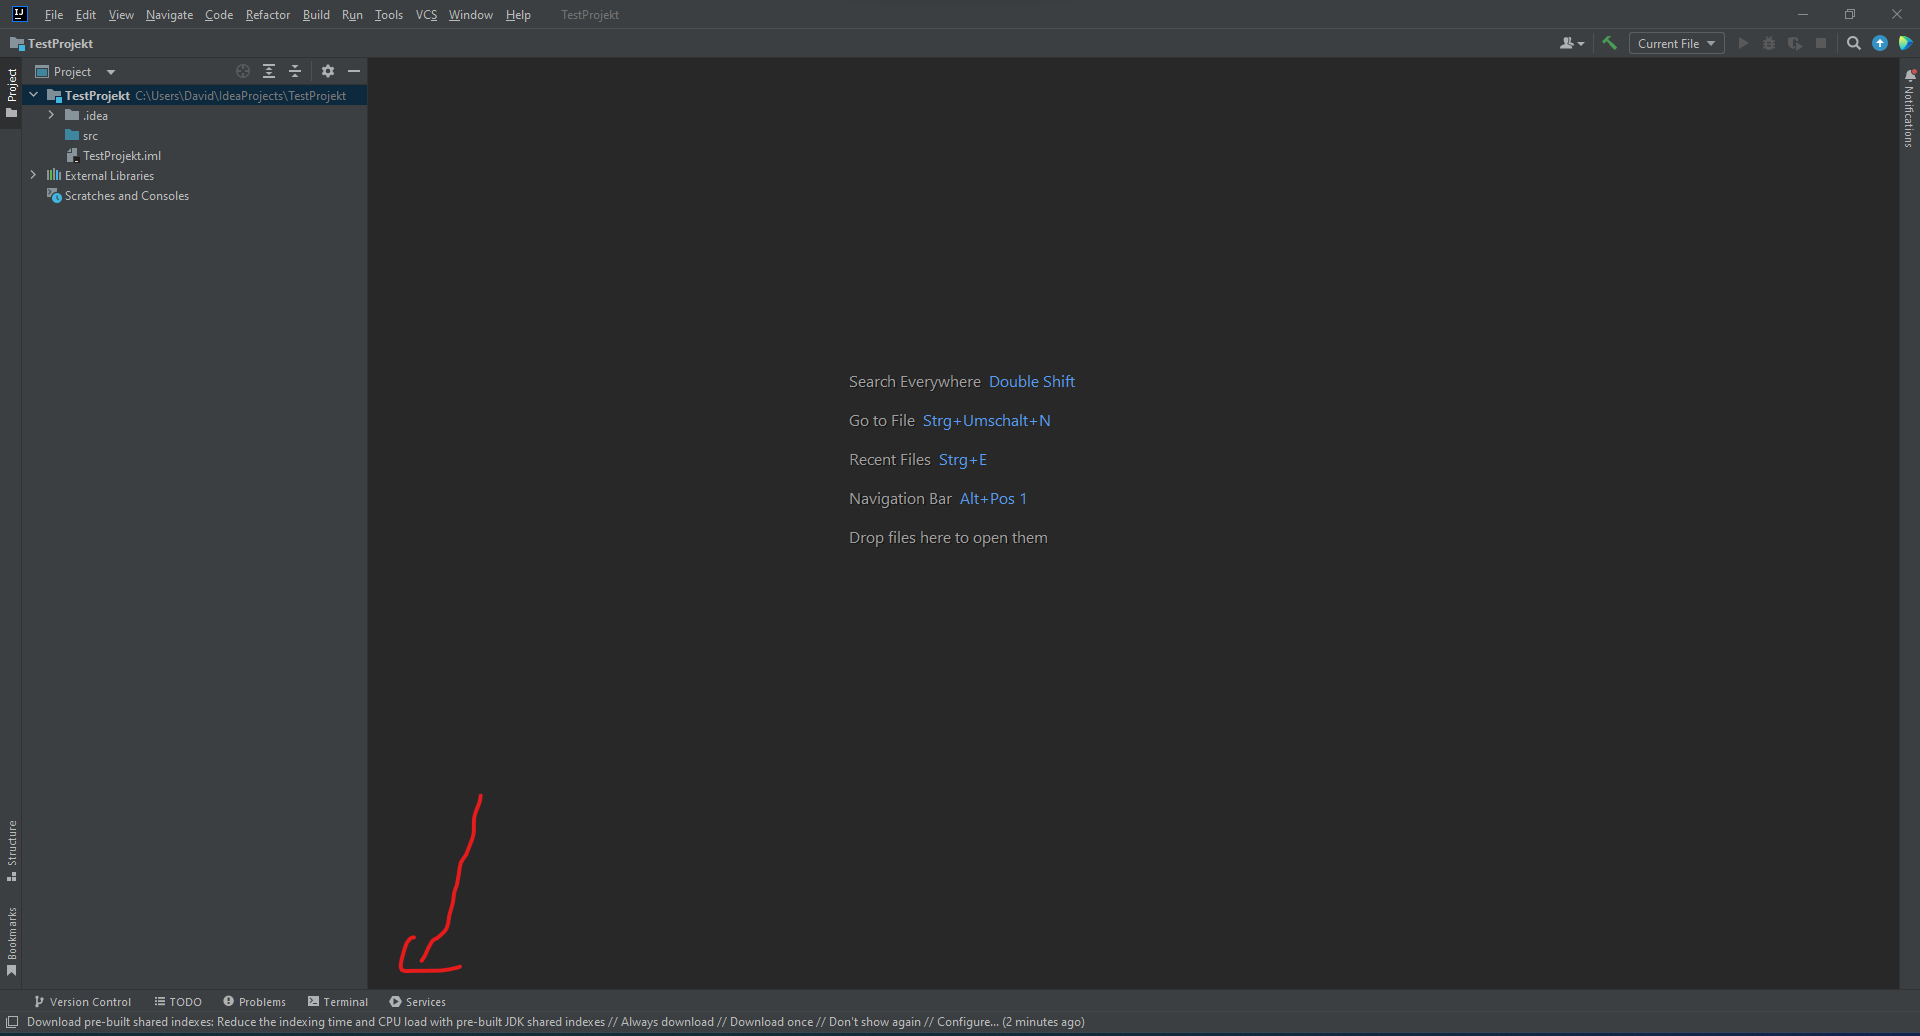 IJ File Edit View Navigate Code Refactor Build Run Tools VCS Window Help TestProjekt
TestProjekt Current File
Project
Project
TestProjekt C:\Users\David\IdeaProjects\TestProjekt
.idea
src
TestProjekt.iml
External Libraries
Scratches and Consoles
Notifications
Search Everywhere Double Shift
Go to File Strg+Umschalt+N
Recent Files Strg+E
Navigation Bar Alt+Pos 1
Drop files here to open them
Structure
Bookmarks
Version Control TODO Problems Terminal Services
Download pre-built shared indexes: Reduce the indexing time and CPU load with pre-built JDK shared indexes // Always download // Download once // Don't show again // Configure... (2 minutes ago)